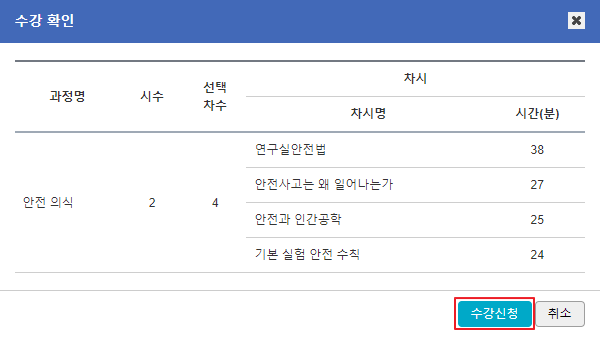 수강 확인
과정명 시수 선택 차수 차시
차시명 시간(분)
안전 의식 2 4
연구실안전법 38
안전사고는 왜 일어나는가 27
안전과 인간공학 25
기본 실험 안전 수칙 24
수강신청 취소